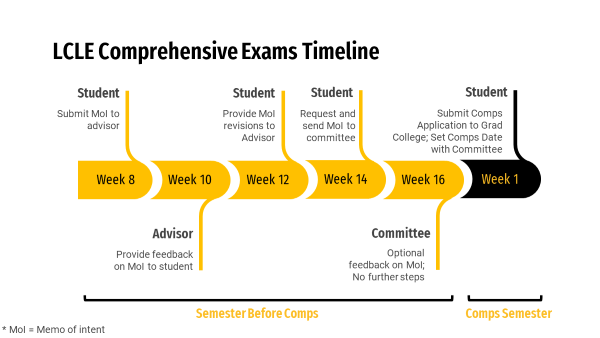 LCLE Comprehensive Exams Timeline
Student
Submit MoI to
advisor
Student
Provide MoI
revisions to
Advisor
Student
Request and
send MoI to
committee
Student
Submit Comps
Application to Grad
College; Set Comps Date
with Committee
Week 8
Week 10
Week 12
Week 14
Week 16
Week 1
Advisor
Provide feedback
on MoI to student
Committee
Optional
feedback on MoI;
No further steps
Semester Before Comps
Comps Semester
* MoI = Memo of intent